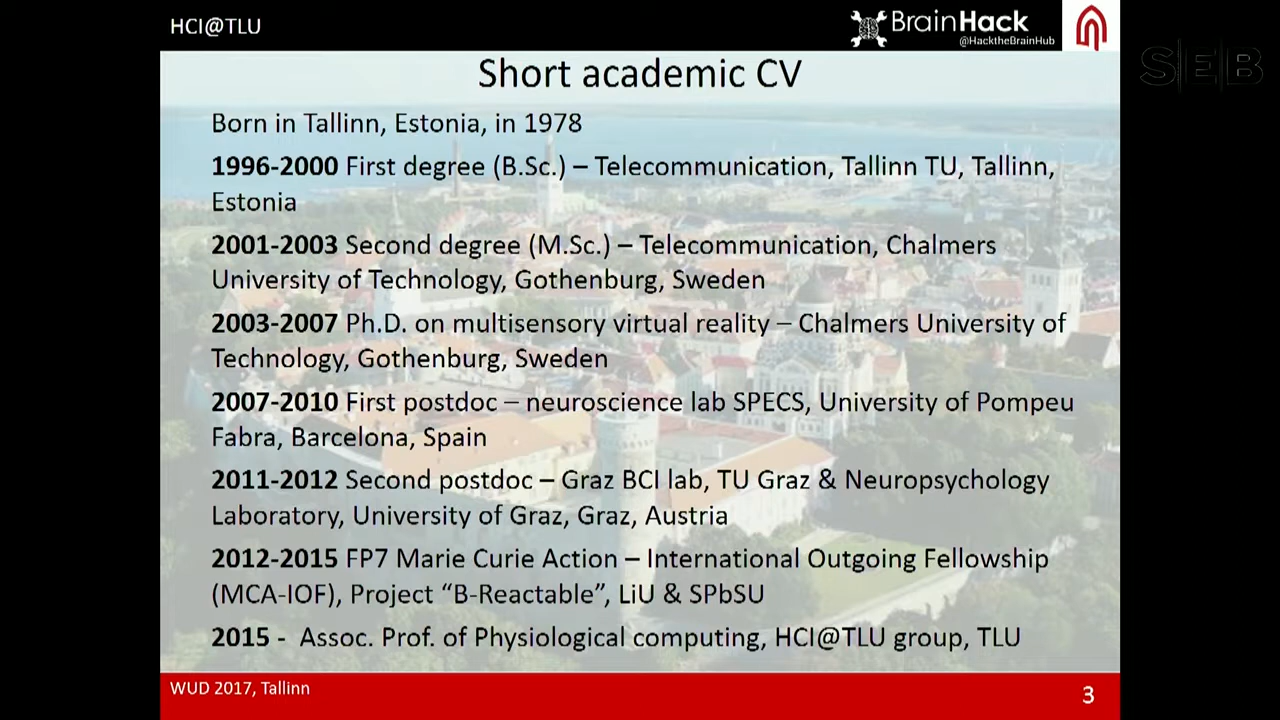 HCI@TLU
BrainHack
@HacktheBrainHub
SEB
Short academic CV
Born in Tallinn, Estonia, in 1978
1996-2000 First degree (B.Sc.) – Telecommunication, Tallinn TU, Tallinn,
Estonia
2001-2003 Second degree (M.Sc.) – Telecommunication, Chalmers
University of Technology, Gothenburg, Sweden
2003-2007 Ph.D. on multisensory virtual reality – Chalmers University of
Technology, Gothenburg, Sweden
2007-2010 First postdoc – neuroscience lab SPECS, University of Pompeu
Fabra, Barcelona, Spain
2011-2012 Second postdoc – Graz BCI lab, TU Graz & Neuropsychology
Laboratory, University of Graz, Graz, Austria
2012-2015 FP7 Marie Curie Action – International Outgoing Fellowship
(MCA-IOF), Project “B-Reactable”, LiU & SPbSU
2015 -  Assoc. Prof. of Physiological computing, HCI@TLU group, TLU
WUD 2017, Tallinn
3